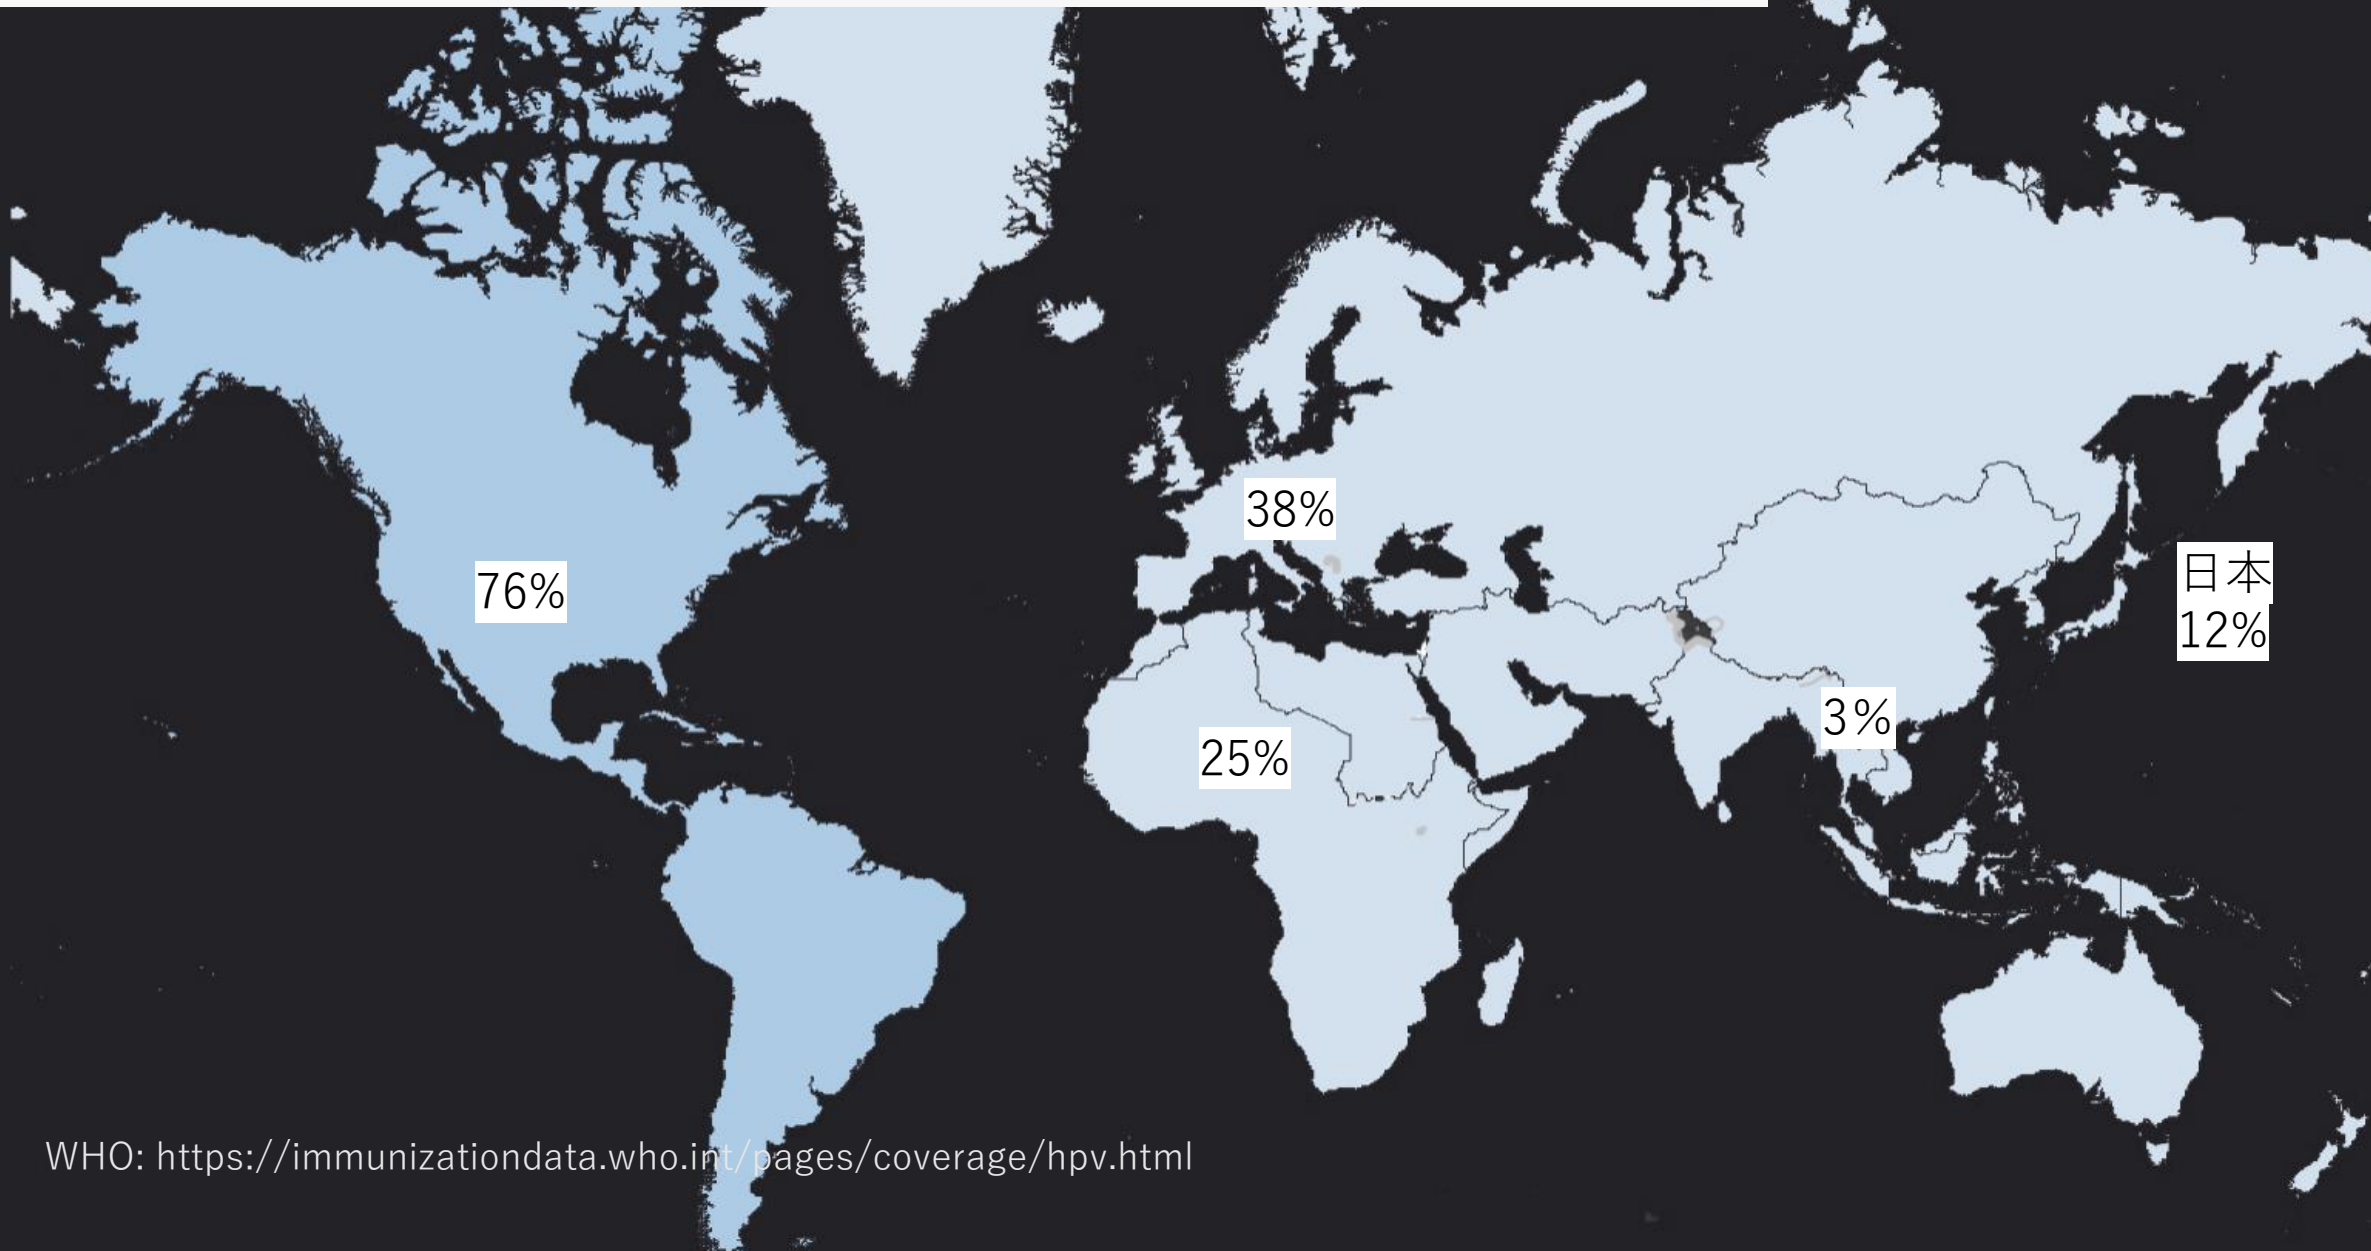 38%
76%
日本
12%
3%
25%
WHO: https://immunizationdata.who.int/pages/coverage/hpv.html